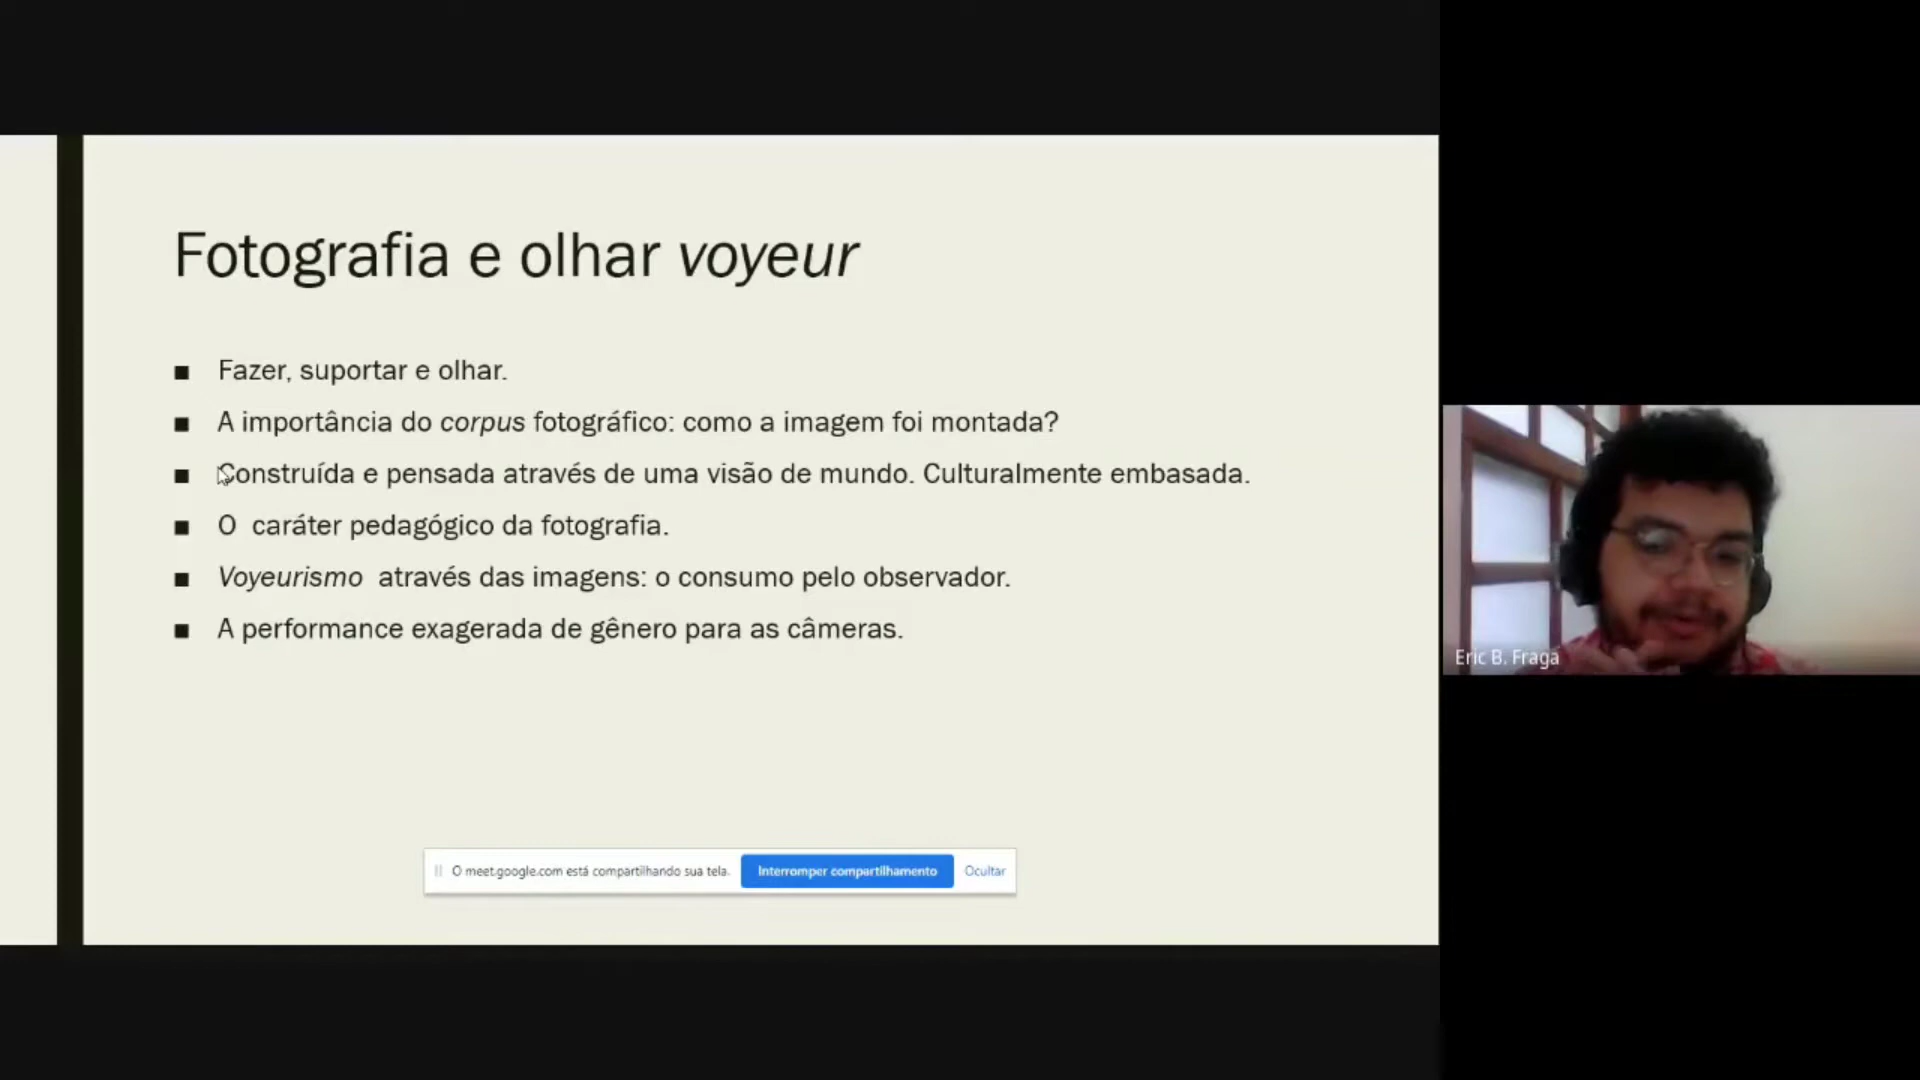 Fotografia e olhar voyeur
Fazer, suportar e olhar.
A importância do corpus fotográfico: como a imagem foi montada?
Construída e pensada através de uma visão de mundo. Culturalmente embasada.
O caráter pedagógico da fotografia.
Voyeurismo através das imagens: o consumo pelo observador.
A performance exagerada de gênero para as câmeras.
Eric B. Fraga
O meet.google.com está compartilhando sua tela. Interromper compartilhamento Ocultar